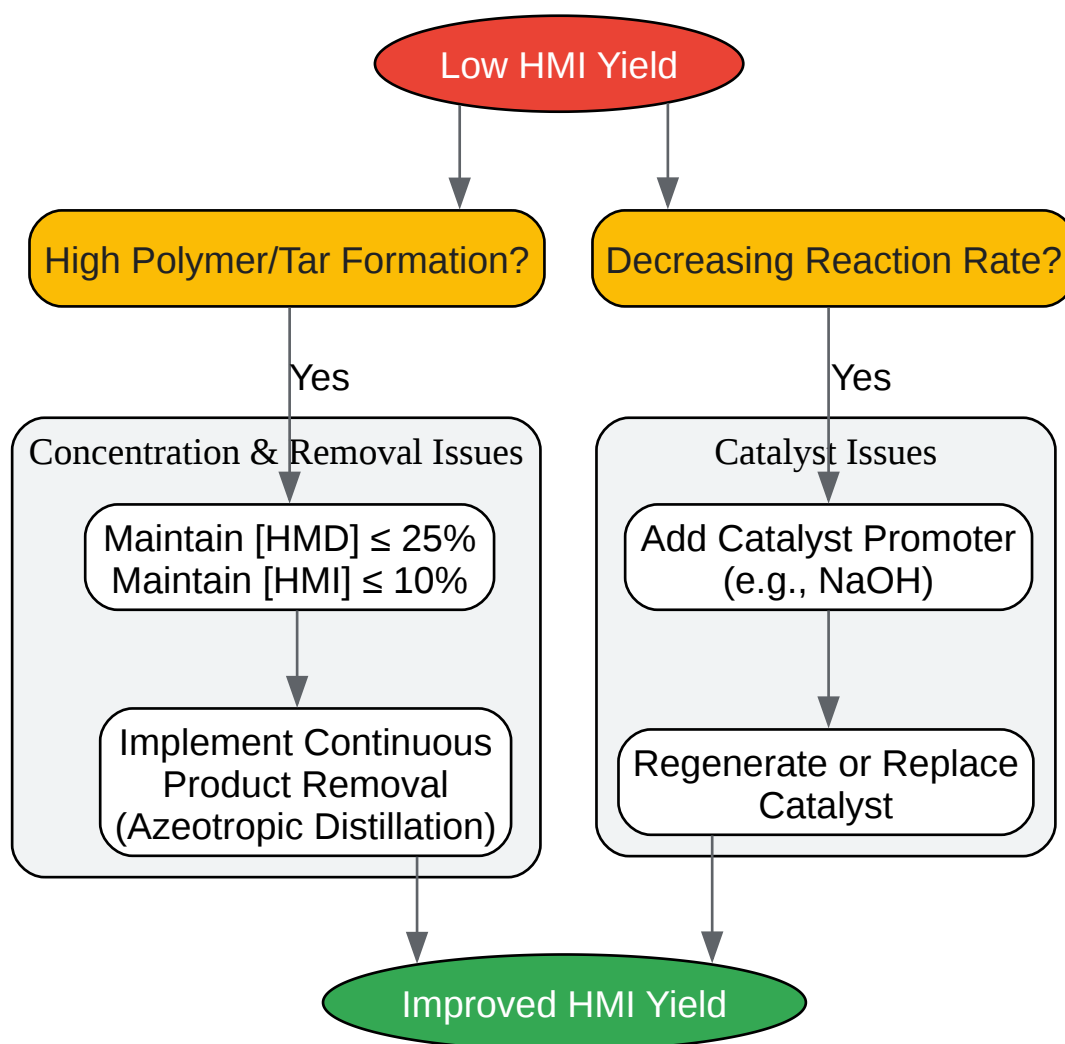 Low HMI Yield
High Polymer/Tar Formation?
Decreasing Reaction Rate?
Yes
Yes
Concentration & Removal Issues
Catalyst Issues
Maintain [HMD] ≤ 25%
Maintain [HMI] ≤ 10%
Add Catalyst Promoter
(e.g., NaOH)
Implement Continuous
Product Removal
(Azeotropic Distillation)
Regenerate or Replace
Catalyst
Improved HMI Yield